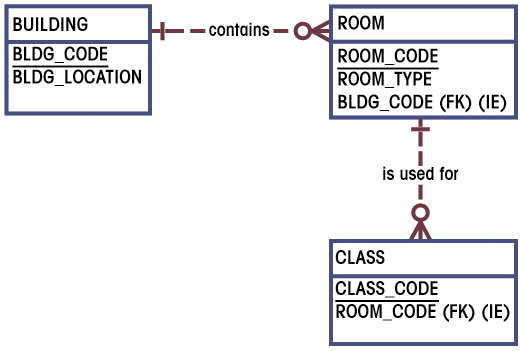 BUILDING
BLDG_CODE
BLDG_LOCATION
contains
ROOM
ROOM_CODE
ROOM_TYPE
BLDG_CODE (FK) (IE)
is used for
CLASS
CLASS_CODE
ROOM_CODE (FK) (IE)